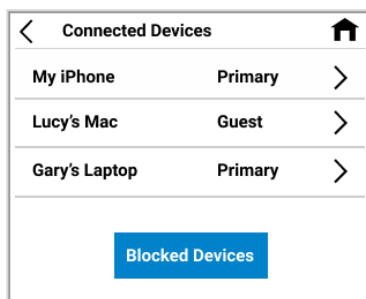 Connected Devices
My iPhone Primary
Lucy's Mac Guest
Gary's Laptop Primary
Blocked Devices